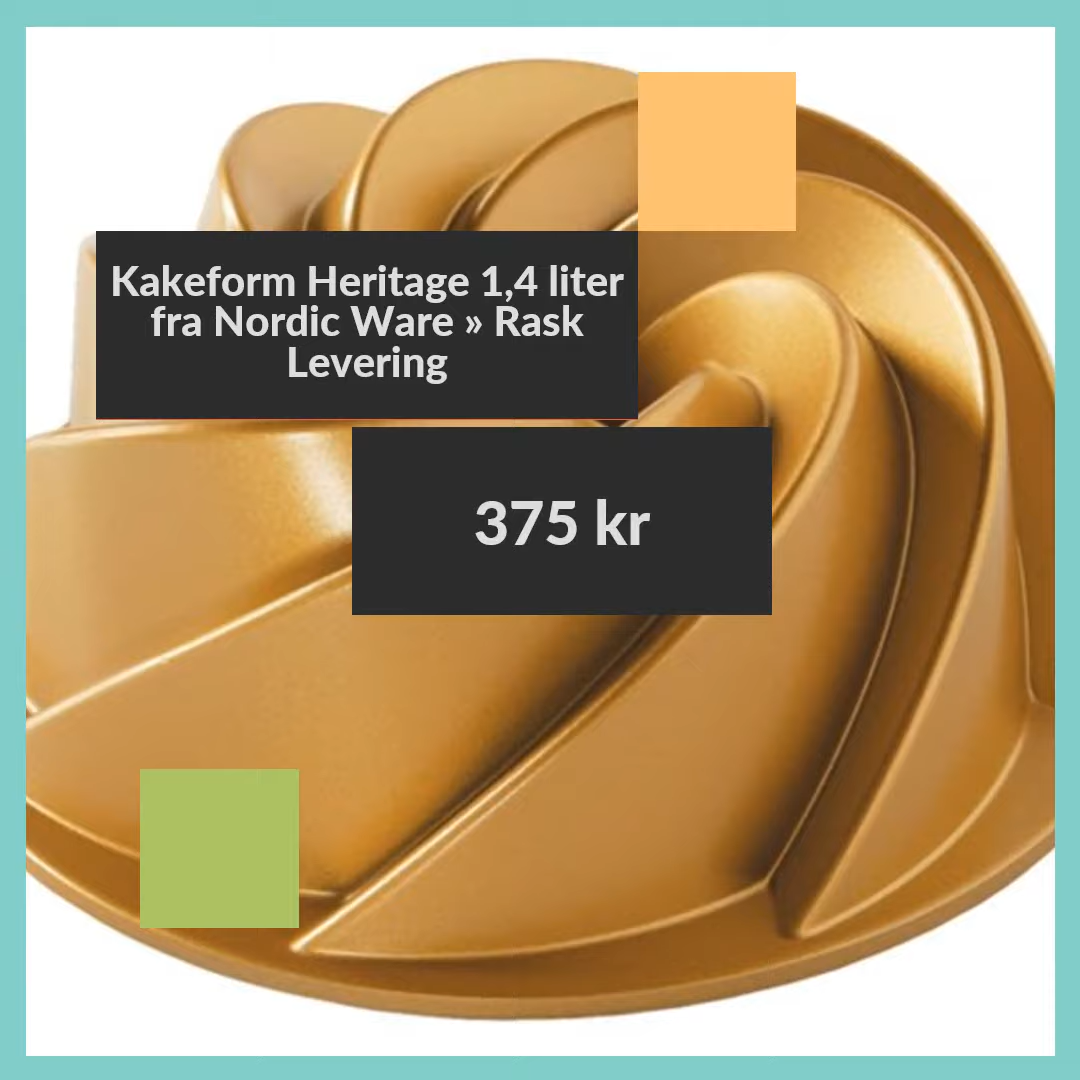 Kakeform Heritage 1,4 liter
fra Nordic Ware » Rask
Levering
375 kr